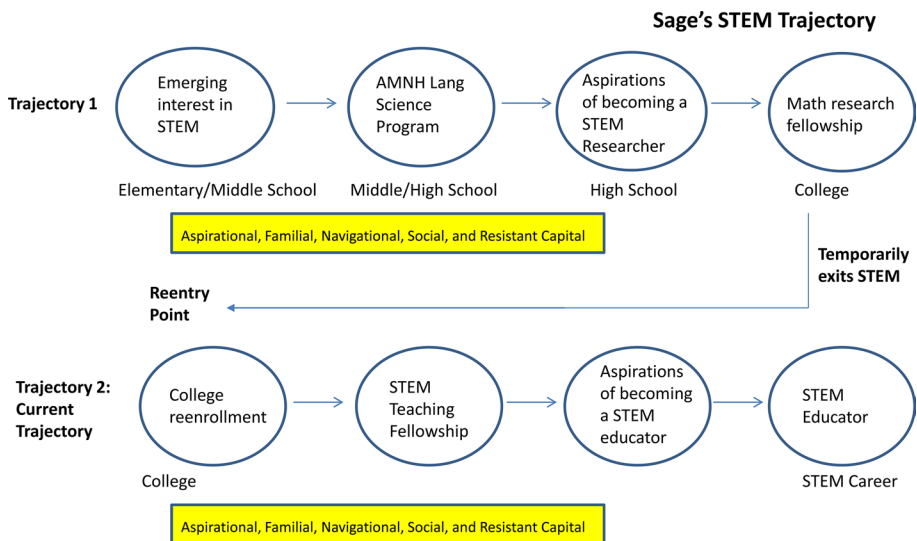 Sage's STEM Trajectory
Trajectory 1
Emerging
interest in
STEM
AMNH Lang
Science
Program
Aspirations
of becoming a
STEM
Researcher
Math research
fellowship
Elementary/Middle School
Middle/High School
High School
College
Aspirational, Familial, Navigational, Social, and Resistant Capital
Temporarily
exits STEM
Reentry
Point
Trajectory 2:
Current
Trajectory
College
reenrollment
STEM
Teaching
Fellowship
Aspirations
of becoming
a STEM
educator
STEM
Educator
College
STEM Career
Aspirational, Familial, Navigational, Social, and Resistant Capital